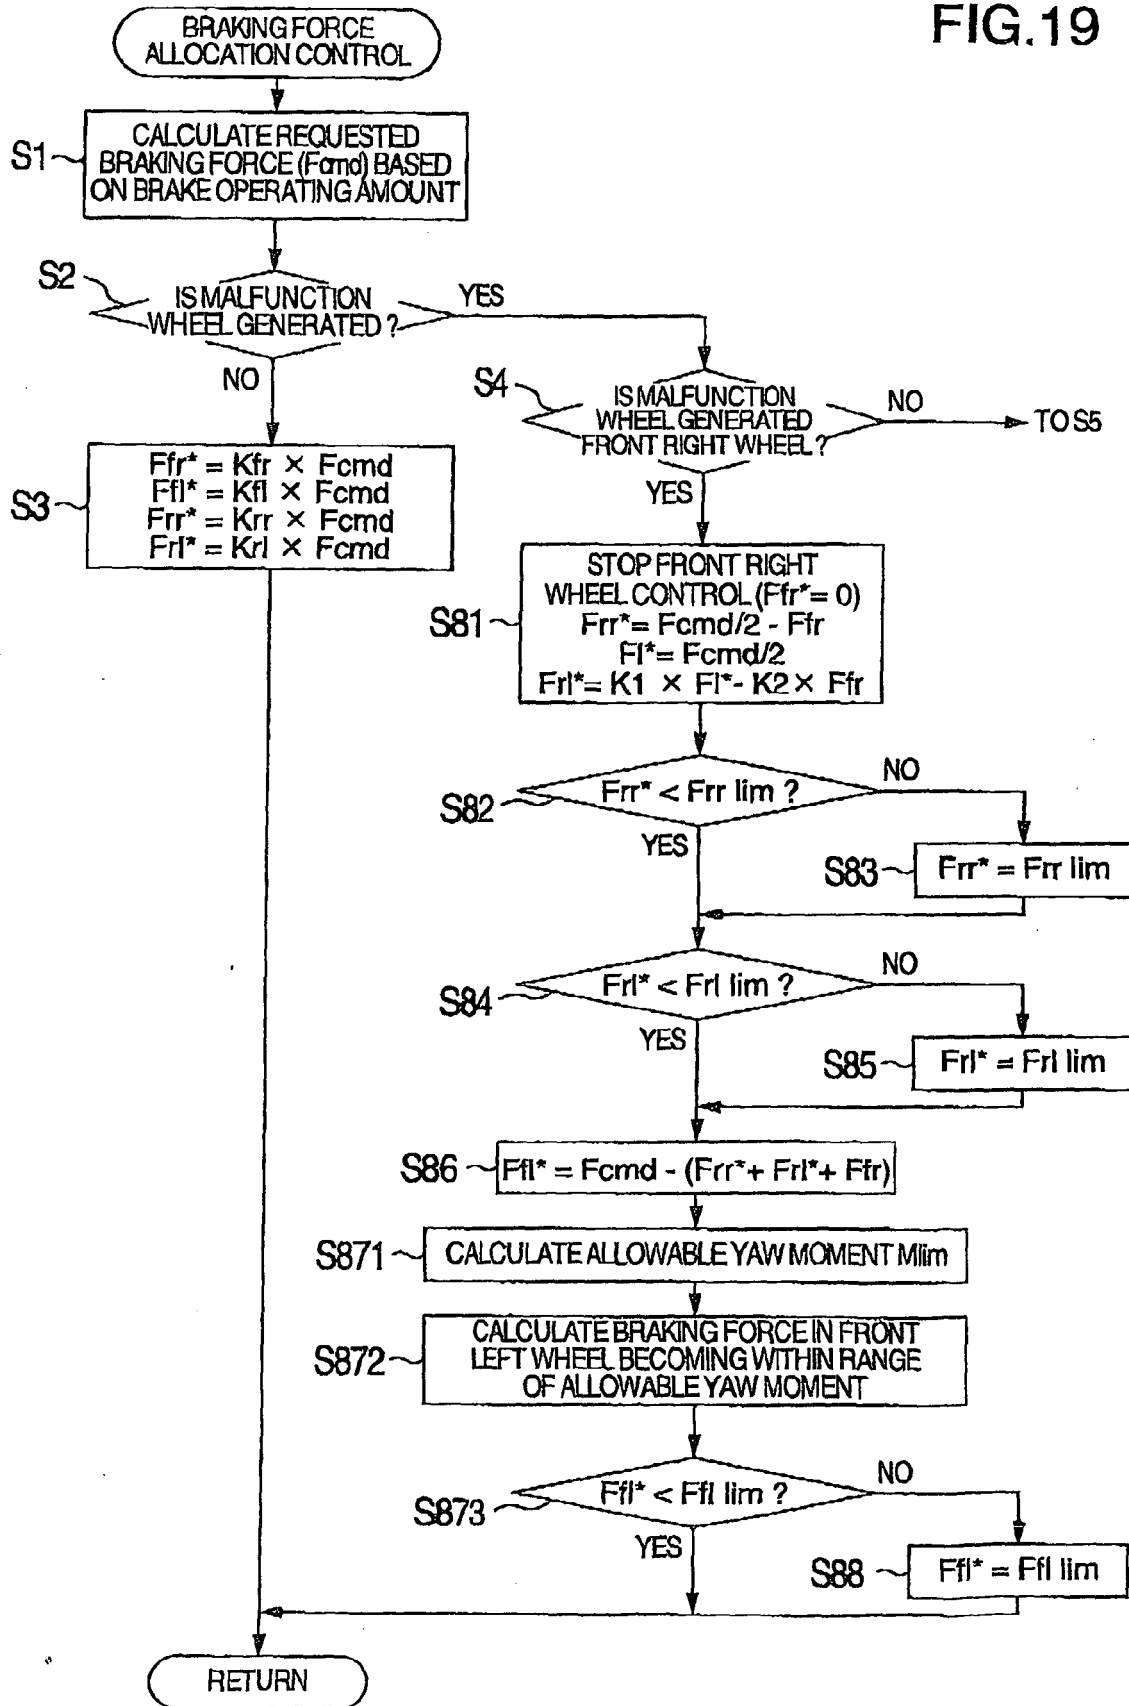 FIG.19
BRAKING FORCE
ALLOCATION CONTROL
S1
CALCULATE REQUESTED
BRAKING FORCE (Fcmd) BASED
ON BRAKE OPERATING AMOUNT
S2
IS MALFUNCTION
WHEEL GENERATED ?
YES
NO
S3
Ffr* = Kfr × Fcmd
Ffl* = Kfl × Fcmd
Frr* = Krr × Fcmd
Frl* = Krl × Fcmd
S4
IS MALFUNCTION
WHEEL GENERATED
FRONT RIGHT WHEEL ?
NO
TO S5
YES
S81
STOP FRONT RIGHT
WHEEL CONTROL (Ffr* = 0)
Frr* = Fcmd/2 - Ffr
Fl* = Fcmd/2
Frl* = K1 × Fl* - K2 × Ffr
S82
Frr* < Frr lim ?
NO
YES
S83
Frr* = Frr lim
S84
Frl* < Frl lim ?
NO
YES
S85
Frl* = Frl lim
S86
Ffl* = Fcmd - (Frr* + Frl* + Ffr)
S871
CALCULATE ALLOWABLE YAW MOMENT Mlim
S872
CALCULATE BRAKING FORCE IN FRONT
LEFT WHEEL BECOMING WITHIN RANGE
OF ALLOWABLE YAW MOMENT
S873
Ffl* < Ffl lim ?
NO
YES
S88
Ffl* = Ffl lim
RETURN